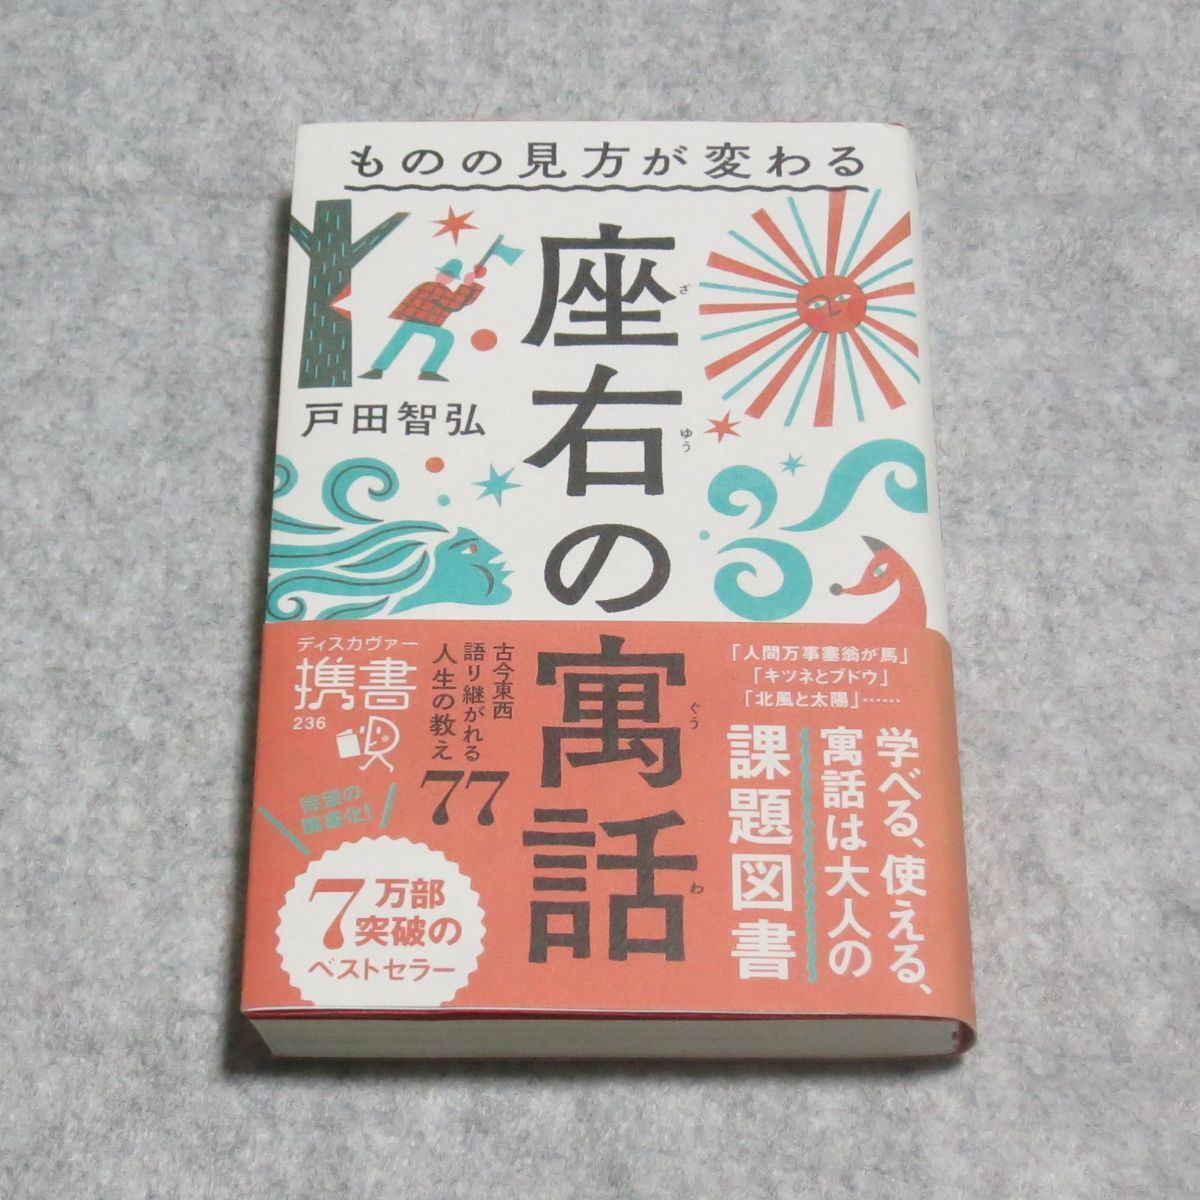 ものの見方が変わる
座右の寓話
ざ
ゆう
ぐう
わ
戸田智弘
ディスカヴァー
携書
236
古今東西
語り継がれる
人生の教え
77
待望の
携書化!
7万部
突破の
ベストセラー
「人間万事塞翁が馬」
「キツネとブドウ」
「北風と太陽」……
学べる、使える、
寓話は大人の
課題図書